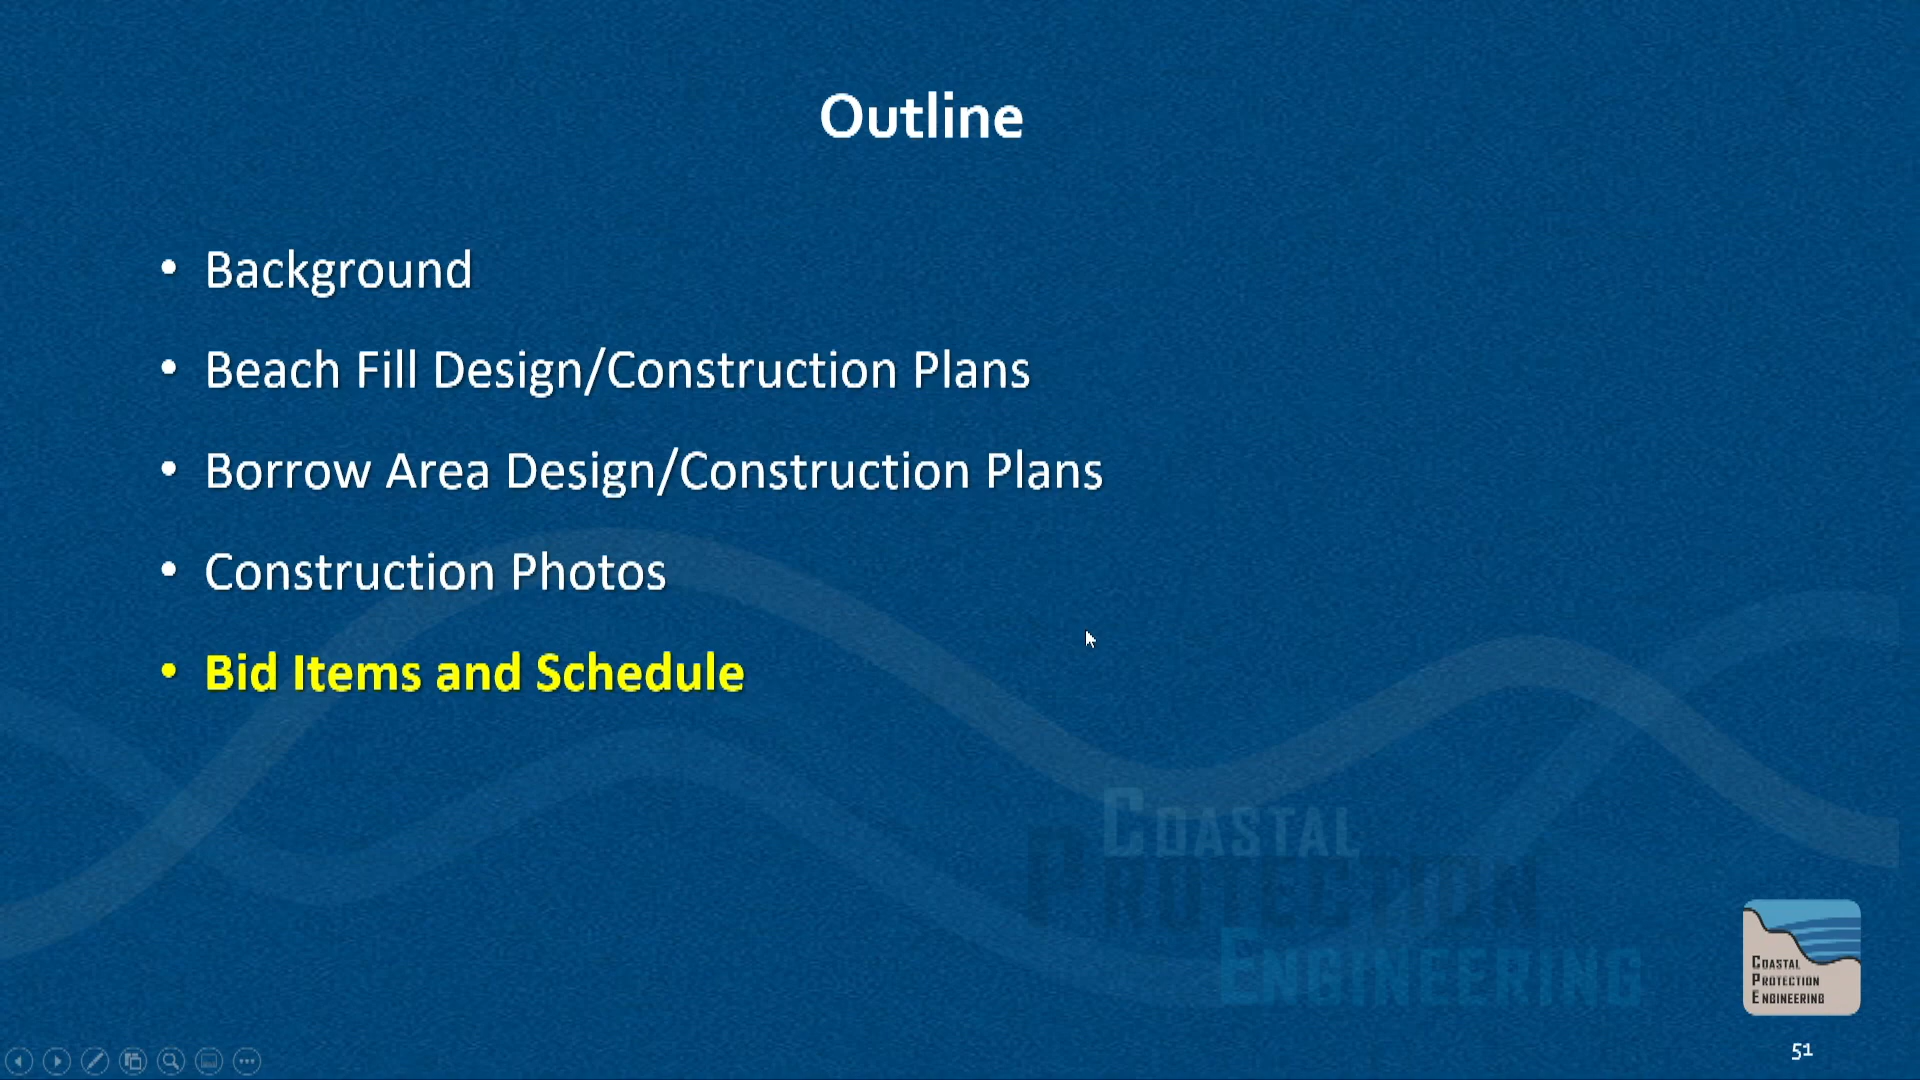 Outline
• Background
• Beach Fill Design/Construction Plans
• Borrow Area Design/Construction Plans
• Construction Photos
• Bid Items and Schedule
COASTAL
PROTECTION
ENGINEERING
COASTAL
PROTECTION
ENGINEERING
51